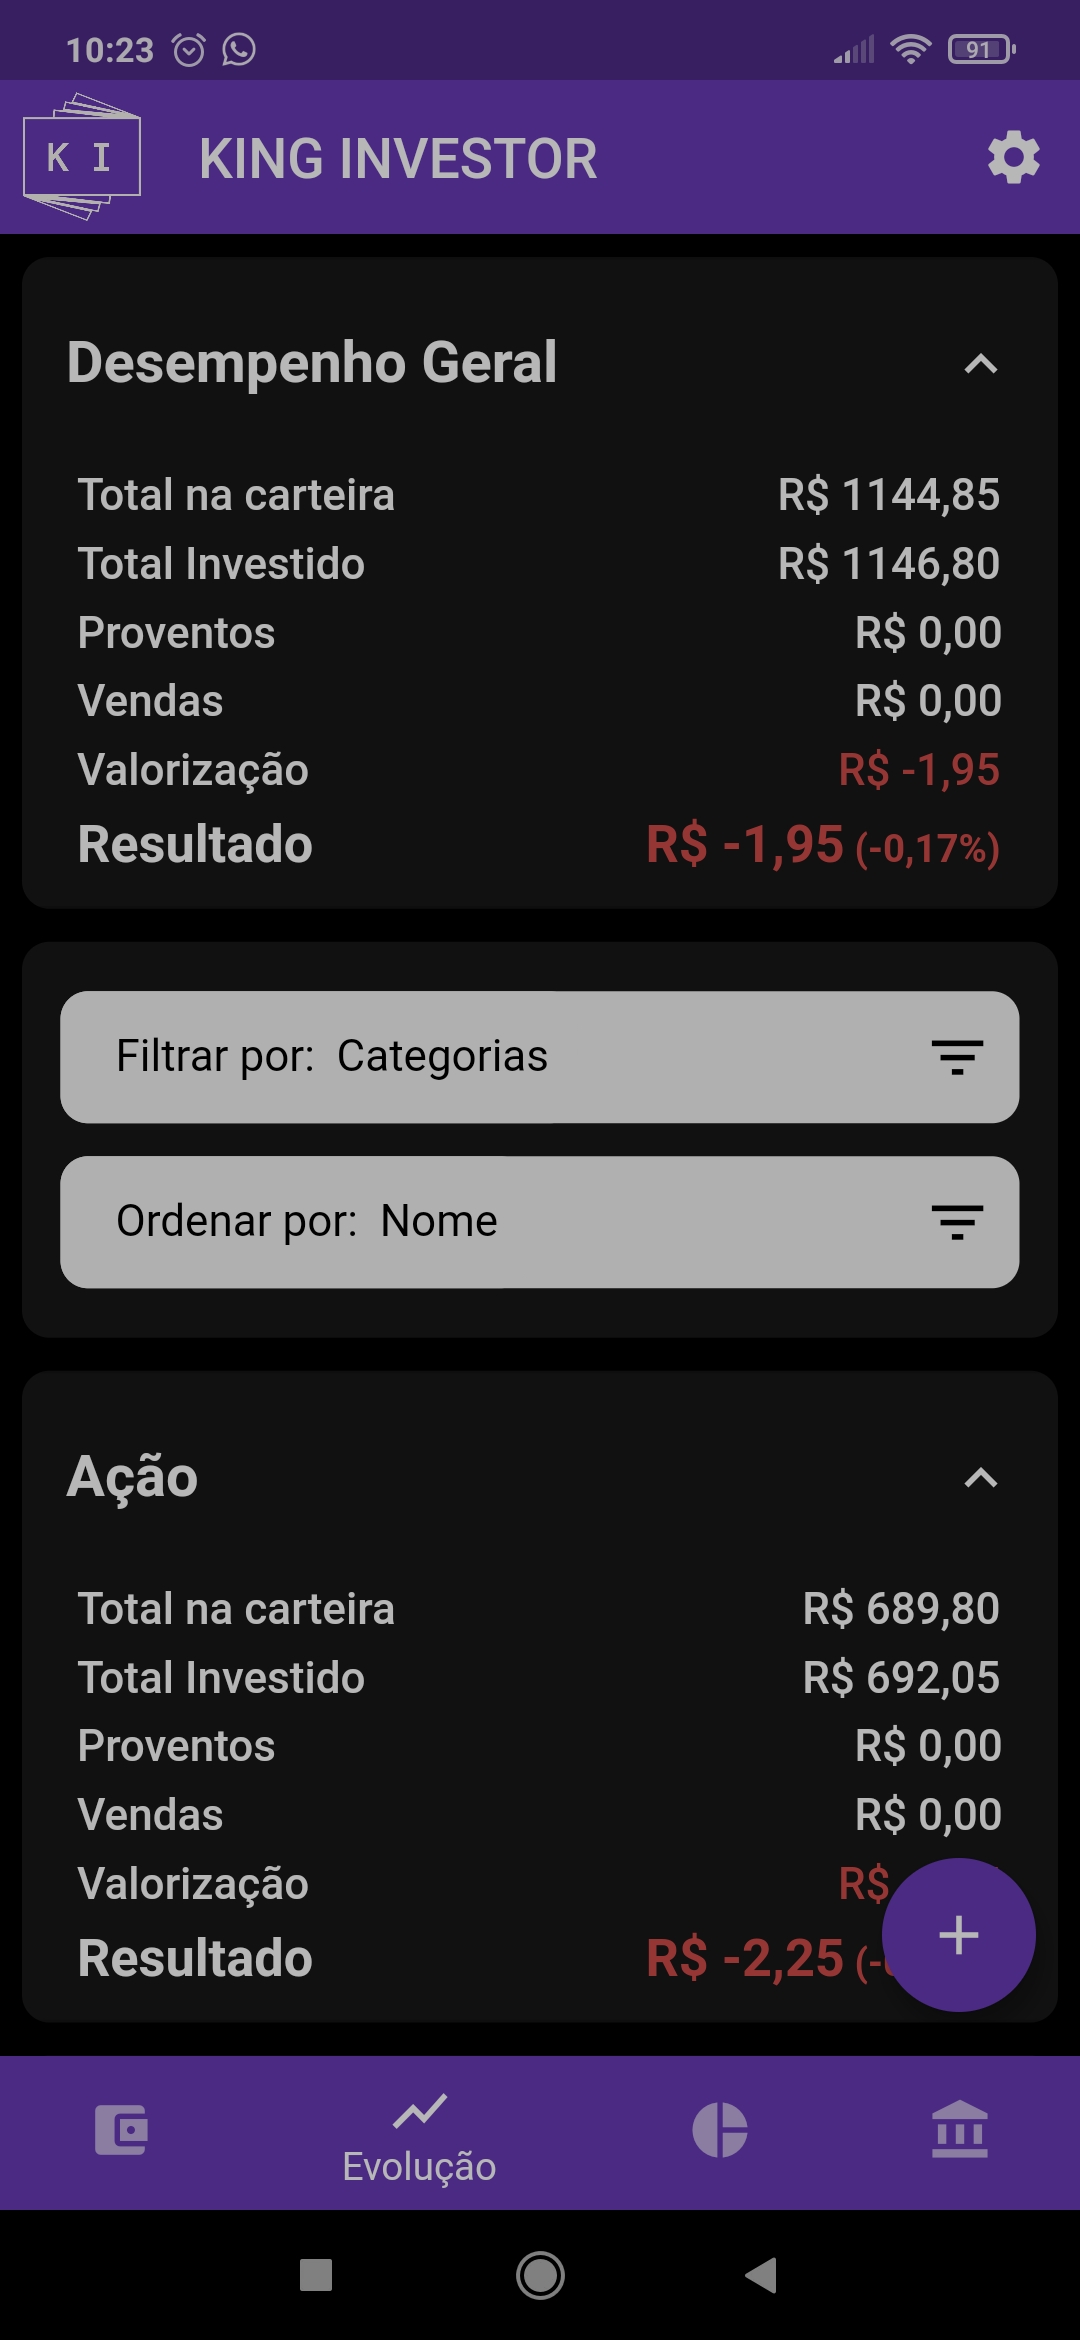 10:23
91
K I
KING INVESTOR
Desempenho Geral
Total na carteira R$ 1144,85
Total Investido R$ 1146,80
Proventos R$ 0,00
Vendas R$ 0,00
Valorização R$ -1,95
Resultado R$ -1,95 (-0,17%)
Filtrar por: Categorias
Ordenar por: Nome
Ação
Total na carteira R$ 689,80
Total Investido R$ 692,05
Proventos R$ 0,00
Vendas R$ 0,00
Valorização R$
Resultado R$ -2,25
Evolução